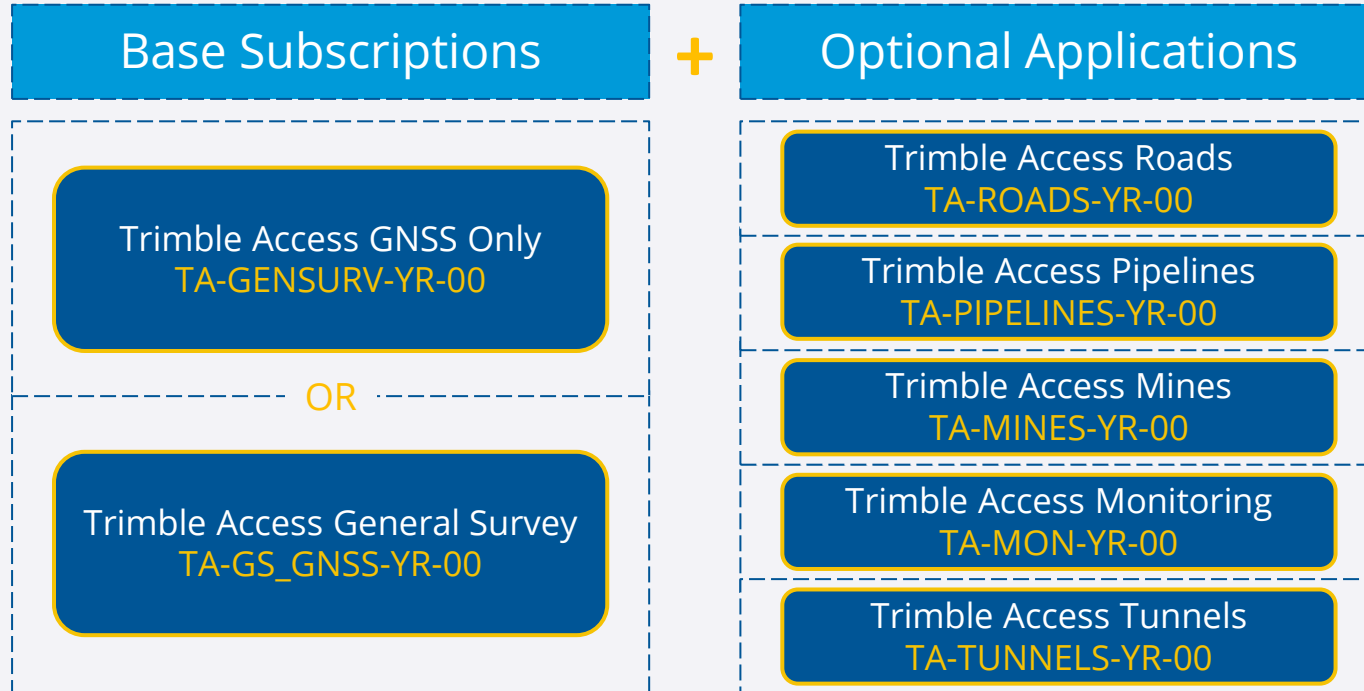 Base Subscriptions
+
Optional Applications
Trimble Access GNSS Only
TA-GENSURV-YR-00
OR
Trimble Access General Survey
TA-GS_GNSS-YR-00
Trimble Access Roads
TA-ROADS-YR-00
Trimble Access Pipelines
TA-PIPELINES-YR-00
Trimble Access Mines
TA-MINES-YR-00
Trimble Access Monitoring
TA-MON-YR-00
Trimble Access Tunnels
TA-TUNNELS-YR-00